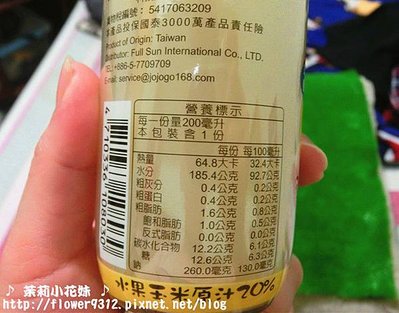 食品統編號： 5417063209
本產品投保國泰3000萬產品責任險
Product of Origin: Taiwan
Distributor: Full Sun International Co., LTD.
TEL: +886-5-7709709
E-mail: service@jojogo168.com
營養標示
每一份量200毫升
本包裝含1份
每份 每100毫升
熱量 64.8大卡 32.4大卡
水分 185.4公克 92.7公克
粗灰分 0.4公克 0.2公克
粗蛋白 0.4公克 0.2公克
粗脂肪 1.6公克 0.8公克
飽和脂肪 1.0公克 0.5公克
反式脂肪 0.0公克 0.0公克
碳水化合物 12.2公克 6.1公克
糖 12.6公克 6.3公克
鈉 260.0毫克 130.0毫克
水果玉米原汁20%
♪ 茉莉小花妹 ♪
http://flower9312.pixnet.net/blog